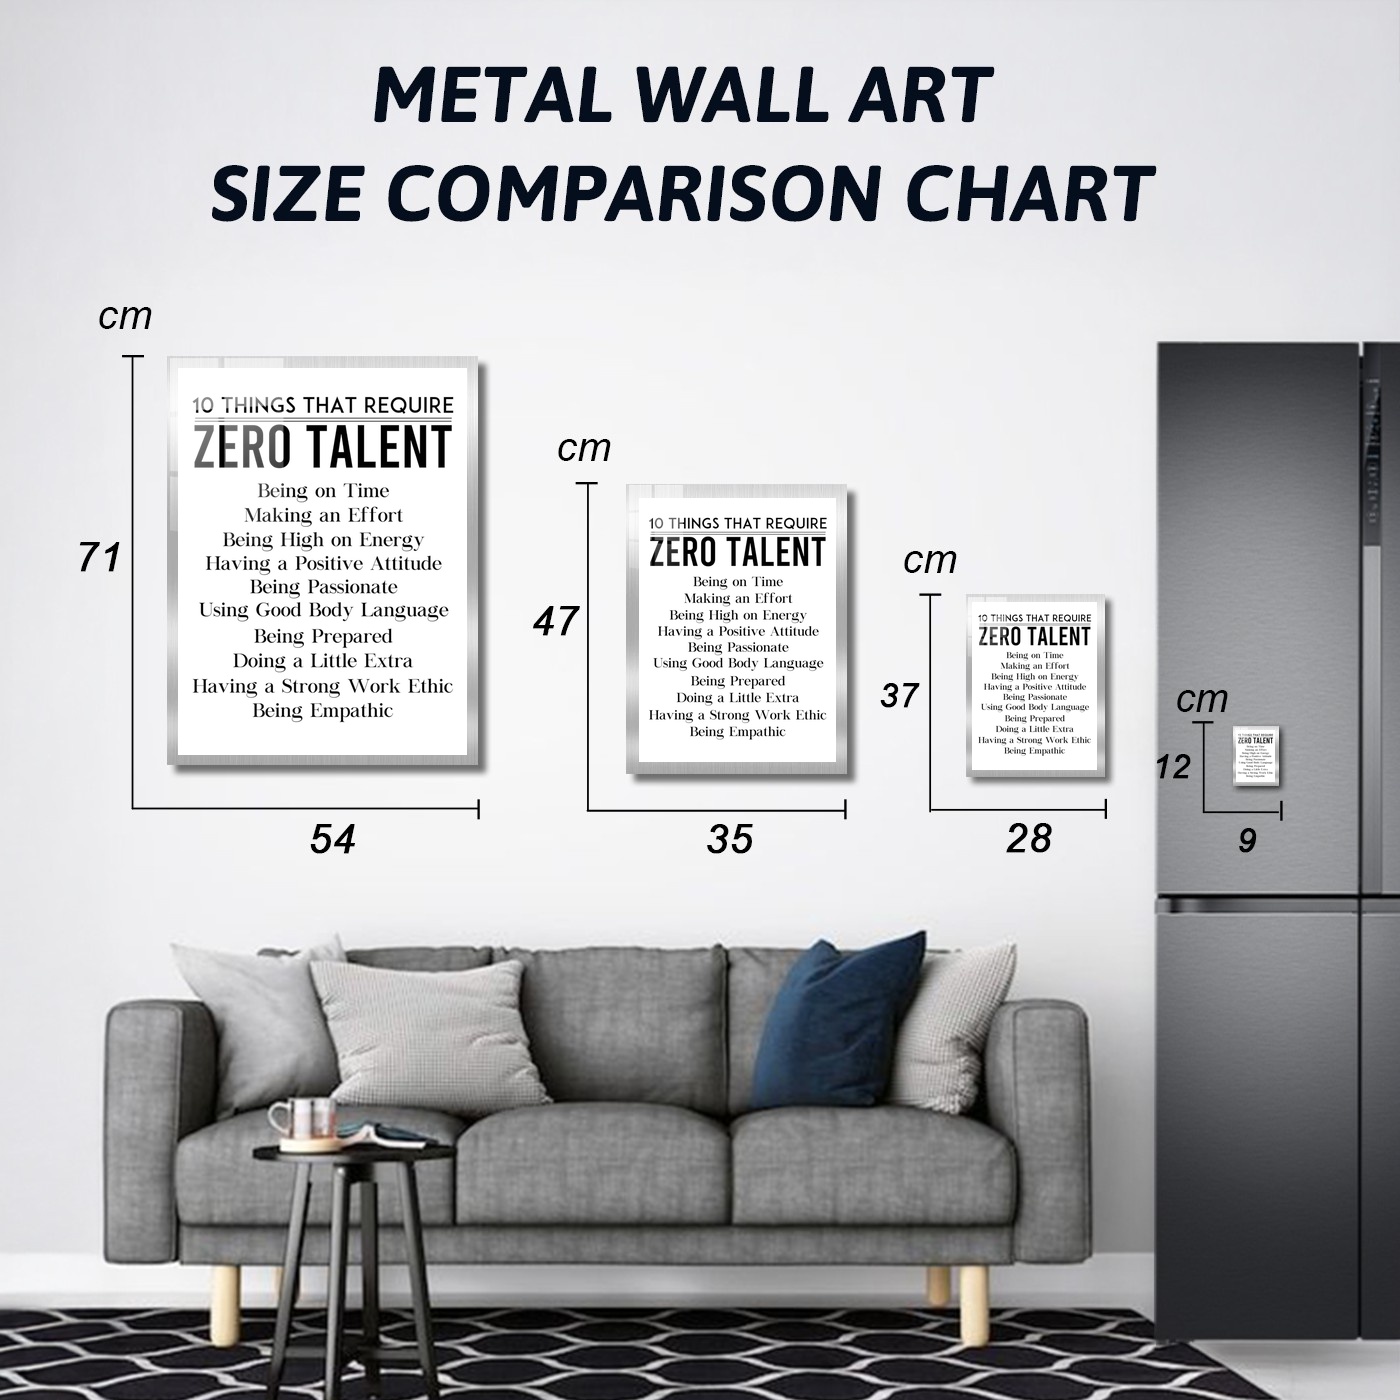 METAL WALL ART
SIZE COMPARISON CHART
cm
71
54
10 THINGS THAT REQUIRE
ZERO TALENT
Being on Time
Making an Effort
Being High on Energy
Having a Positive Attitude
Being Passionate
Using Good Body Language
Being Prepared
Doing a Little Extra
Having a Strong Work Ethic
Being Empathic
cm
47
35
10 THINGS THAT REQUIRE
ZERO TALENT
Being on Time
Making an Effort
Being High on Energy
Having a Positive Attitude
Being Passionate
Using Good Body Language
Being Prepared
Doing a Little Extra
Having a Strong Work Ethic
Being Empathic
cm
37
28
10 THINGS THAT REQUIRE
ZERO TALENT
Being on Time
Making an Effort
Being High on Energy
Having a Positive Attitude
Being Passionate
Using Good Body Language
Being Prepared
Doing a Little Extra
Having a Strong Work Ethic
Being Empathic
cm
12
9
10 THINGS THAT REQUIRE
ZERO TALENT